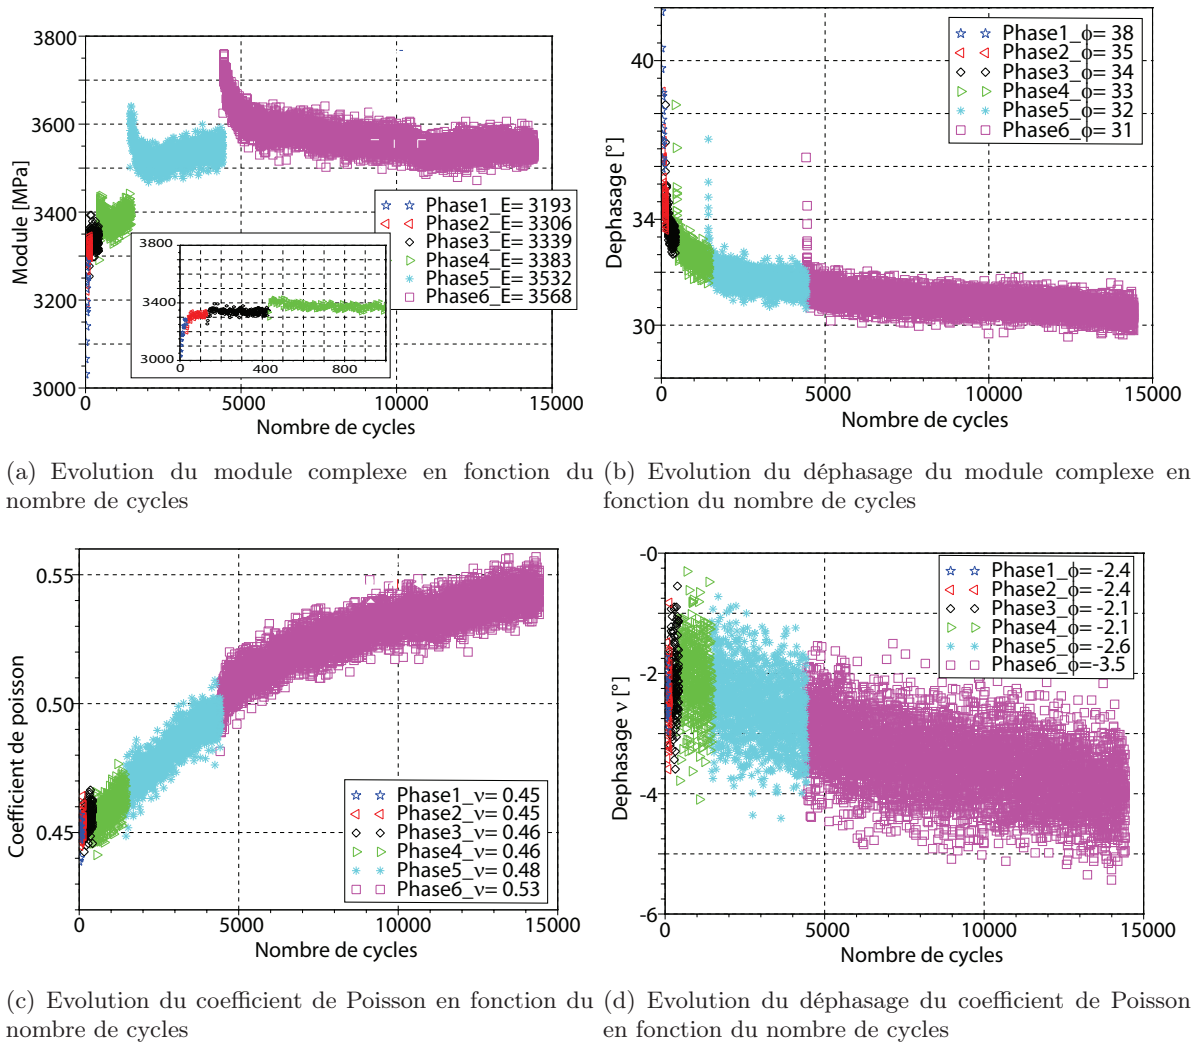 3800
3600
3400
3200
3000
Module [MPa]
0
5000
10000
15000
Nombre de cycles
Phase1_E= 3193
Phase2_E= 3306
Phase3_E= 3339
Phase4_E= 3383
Phase5_E= 3532
Phase6_E= 3568
3800
3400
3000
0
400
800
40
34
30
Dephasage [°]
0
5000
10000
15000
Nombre de cycles
Phase1_ϕ= 38
Phase2_ϕ= 35
Phase3_ϕ= 34
Phase4_ϕ= 33
Phase5_ϕ= 32
Phase6_ϕ= 31
(a) Evolution du module complexe en fonction du
nombre de cycles
(b) Evolution du déphasage du module complexe en
fonction du nombre de cycles
0.55
0.50
0.45
Coefficient de poisson
0
5000
10000
15000
Nombre de cycles
Phase1_ν= 0.45
Phase2_ν= 0.45
Phase3_ν= 0.46
Phase4_ν= 0.46
Phase5_ν= 0.48
Phase6_ν= 0.53
-0
-2
-4
-6
Dephasage ν [°]
0
5000
10000
15000
Nombre de cycles
Phase1_ϕ= -2.4
Phase2_ϕ= -2.4
Phase3_ϕ= -2.1
Phase4_ϕ= -2.1
Phase5_ϕ= -2.6
Phase6_ϕ=-3.5
(c) Evolution du coefficient de Poisson en fonction du
nombre de cycles
(d) Evolution du déphasage du coefficient de Poisson
en fonction du nombre de cycles